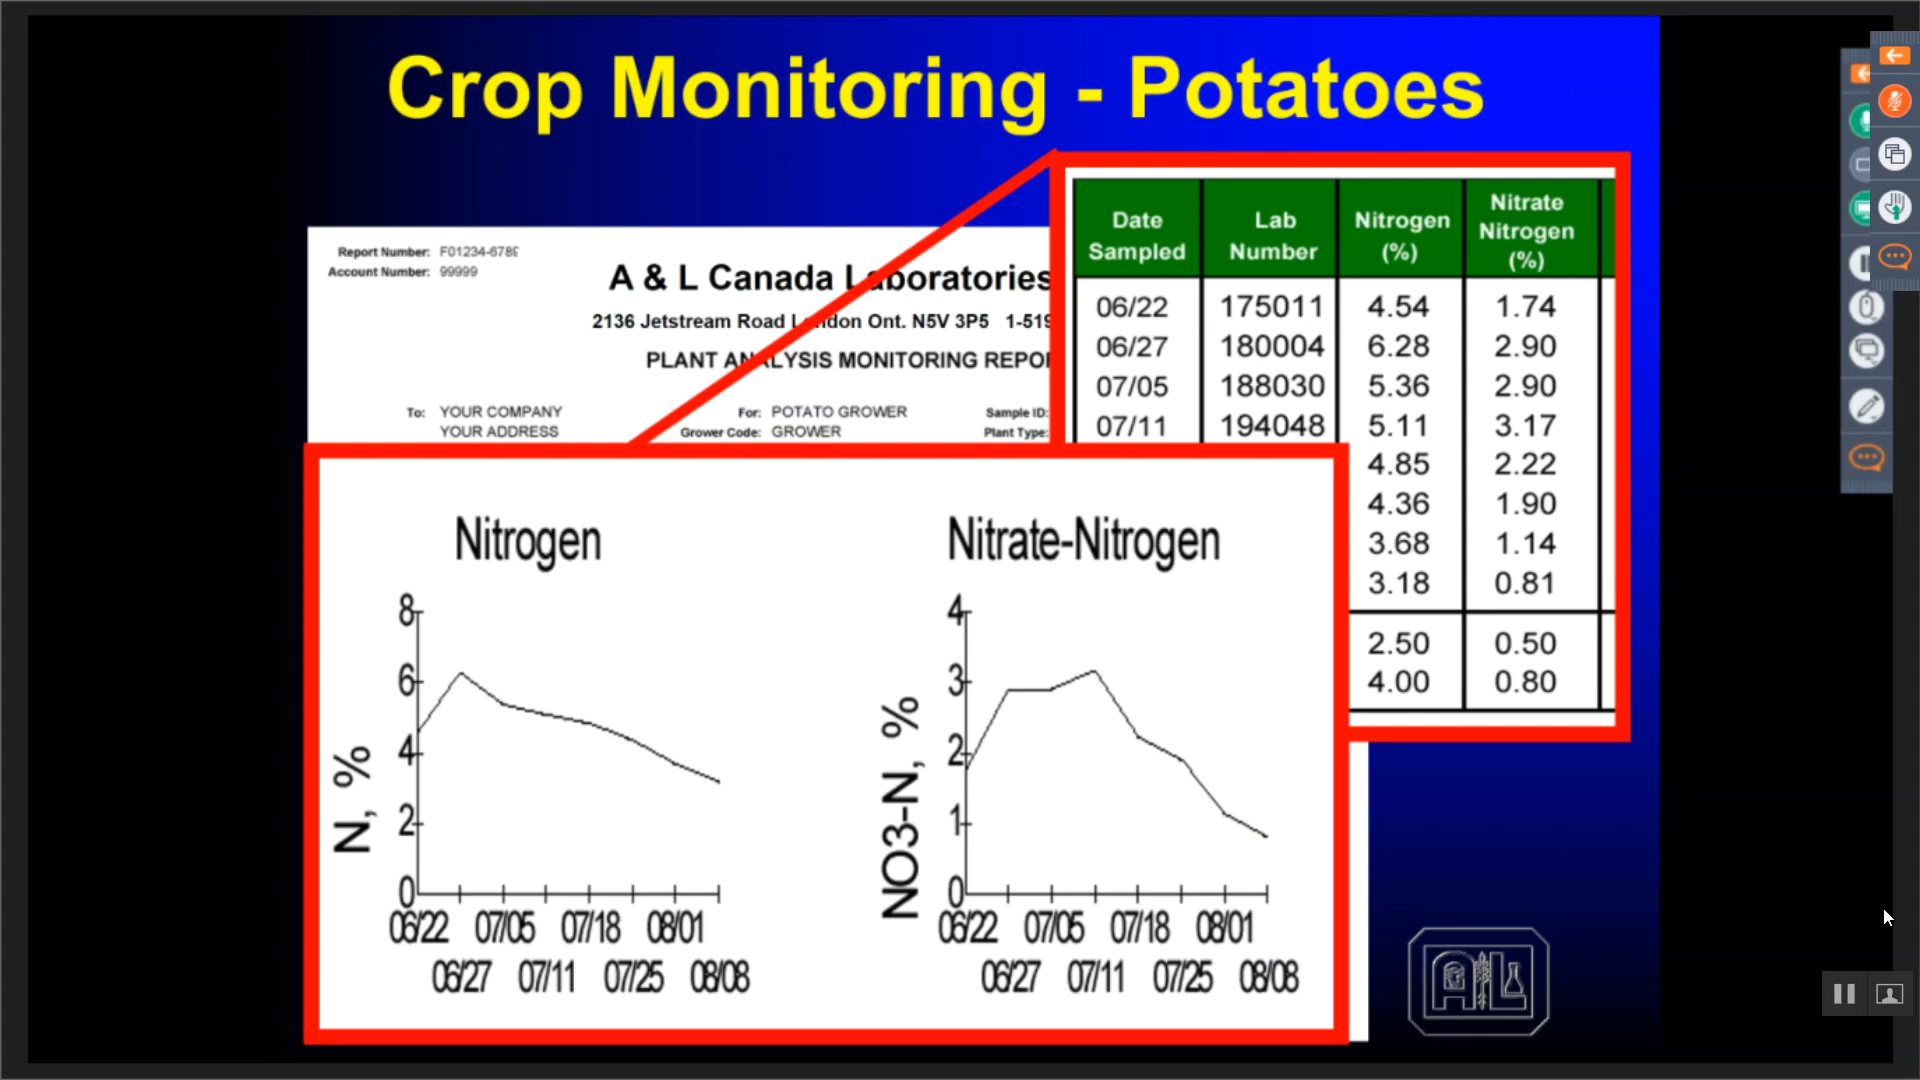 Crop Monitoring - Potatoes
Report Number: F01234-6789
Account Number: 99999
A & L Canada Laboratories
2136 Jetstream Road London Ont. N5V 3P5 1-519
PLANT ANALYSIS MONITORING REPOR
To: YOUR COMPANY
YOUR ADDRESS
For: POTATO GROWER
Grower Code: GROWER
Sample ID:
Plant Type:
Date Sampled Lab Number Nitrogen (%) Nitrate Nitrogen (%)
06/22 175011 4.54 1.74
06/27 180004 6.28 2.90
07/05 188030 5.36 2.90
07/11 194048 5.11 3.17
4.85 2.22
4.36 1.90
3.68 1.14
3.18 0.81
2.50 0.50
4.00 0.80
Nitrogen
N, %
8
6
4
2
0
06/22 07/05 07/18 08/01
06/27 07/11 07/25 08/08
Nitrate-Nitrogen
NO3-N, %
4
3
2
1
0
06/22 07/05 07/18 08/01
06/27 07/11 07/25 08/08
AL